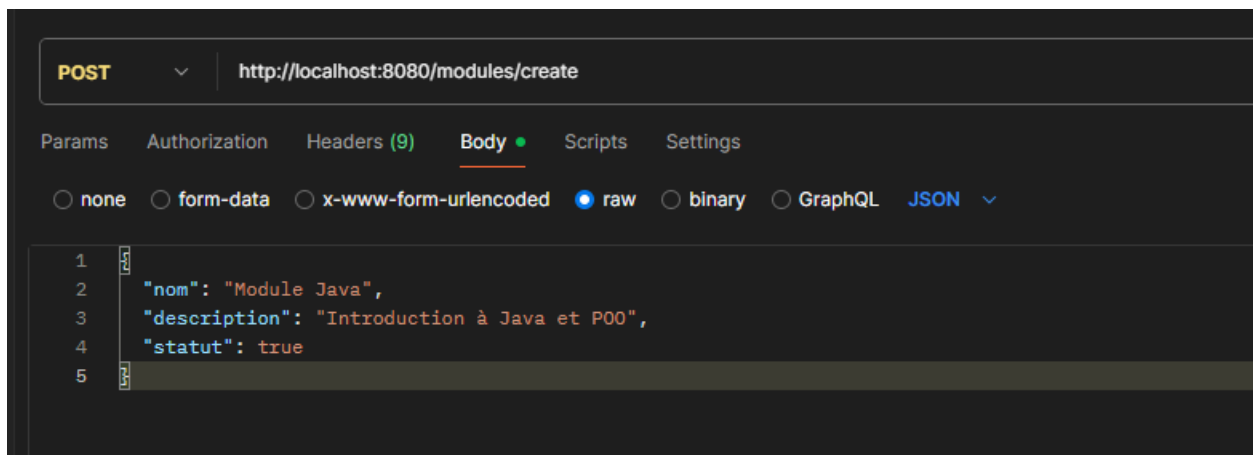 POST http://localhost:8080/modules/create
Params Authorization Headers (9) Body Scripts Settings
none form-data x-www-form-urlencoded raw binary GraphQL JSON
1 {
2 "nom": "Module Java",
3 "description": "Introduction à Java et POO",
4 "statut": true
5 }